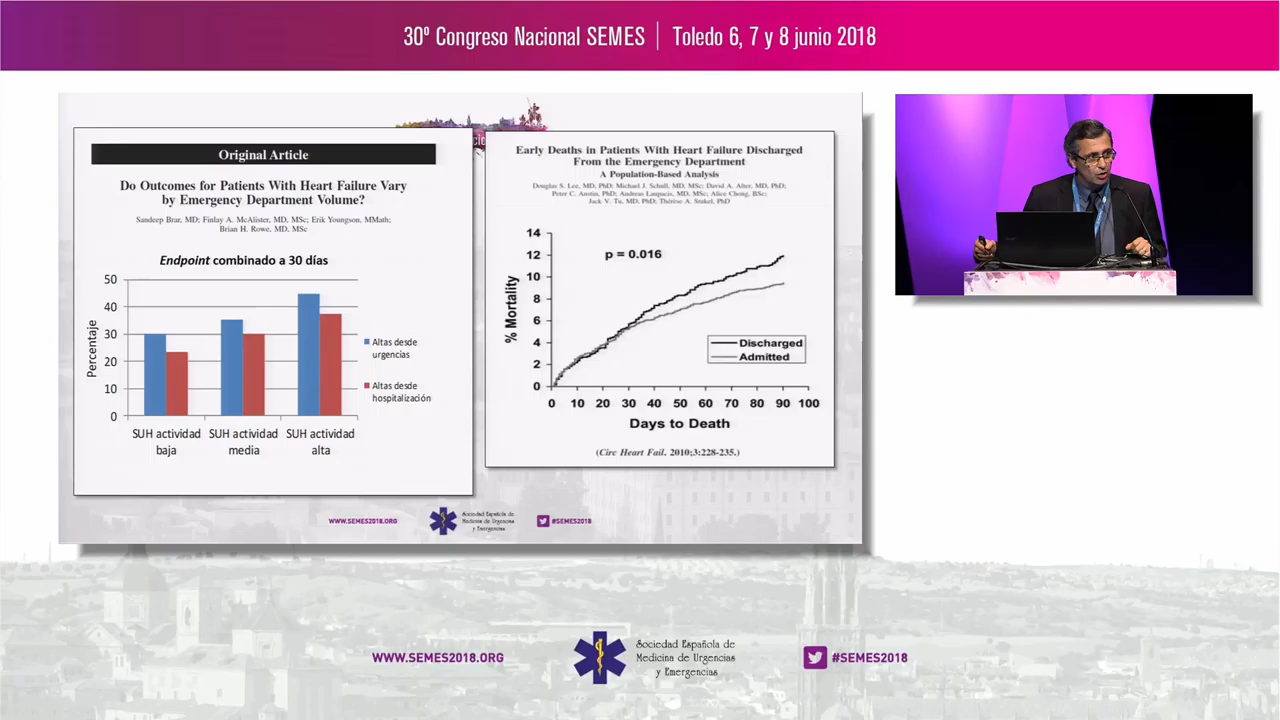 30º Congreso Nacional SEMES | Toledo 6, 7 y 8 junio 2018
Original Article
Do Outcomes for Patients With Heart Failure Vary
by Emergency Department Volume?
Sandeep Brar, MD; Finlay A. McAlister, MD, MSc; Erik Youngson, MMath;
Brian H. Rowe, MD, MSc
Endpoint combinado a 30 días
Percentaje
50
40
30
20
10
0
SUH actividad
baja
SUH actividad
media
SUH actividad
alta
Altas desde
urgencias
Altas desde
hospitalización
Early Deaths in Patients With Heart Failure Discharged
From the Emergency Department
A Population-Based Analysis
Douglas S. Lee, MD, PhD; Michael J. Schull, MD, MSc; David A. Alter, MD, PhD;
Peter C. Austin, PhD; Andreas Laupacis, MD, MSc; Alice Chong, BSc;
Jack V. Tu, MD, PhD; Thérèse A. Stukel, PhD
% Mortality
14
12
10
8
6
4
2
0
p = 0.016
Discharged
Admitted
0 10 20 30 40 50 60 70 80 90 100
Days to Death
(Circ Heart Fail. 2010;3:228-235.)
WWW.SEMES2018.ORG
Sociedad Española de
Medicina de Urgencias
y Emergencias
#SEMES2018
WWW.SEMES2018.ORG
Sociedad Española de
Medicina de Urgencias
y Emergencias
#SEMES2018